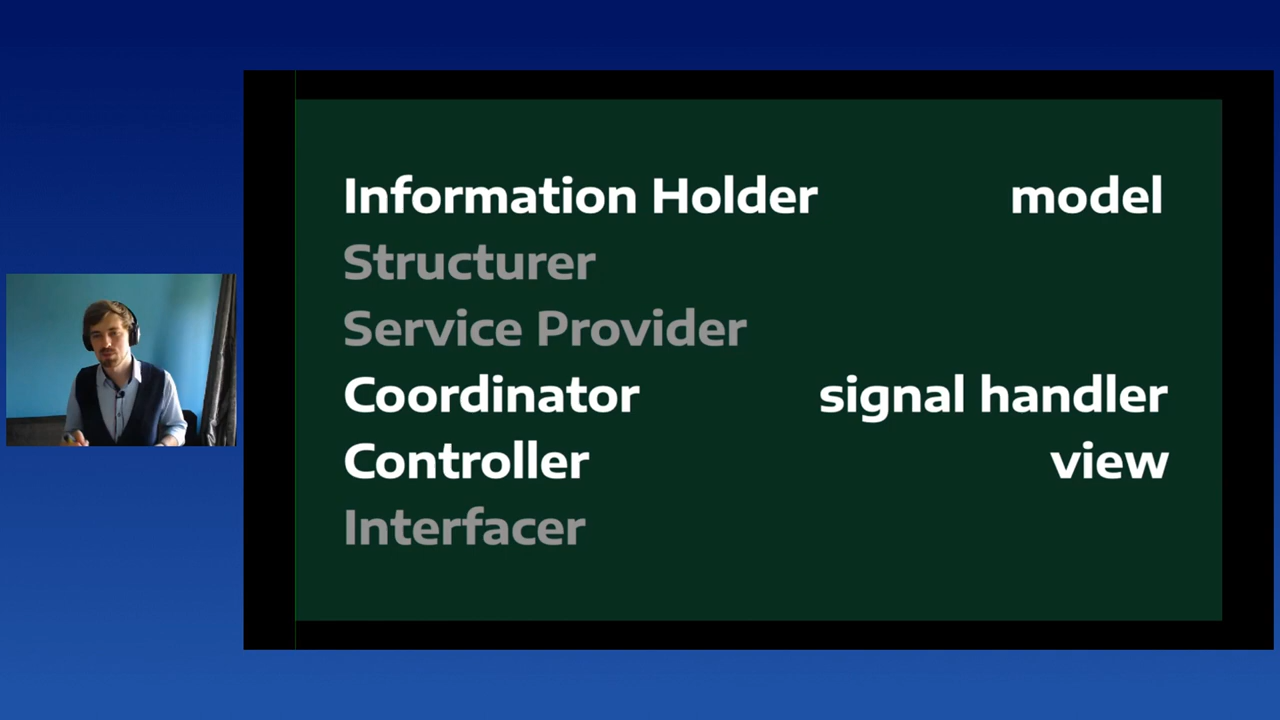 Information Holder model
Structurer
Service Provider
Coordinator signal handler
Controller view
Interfacer